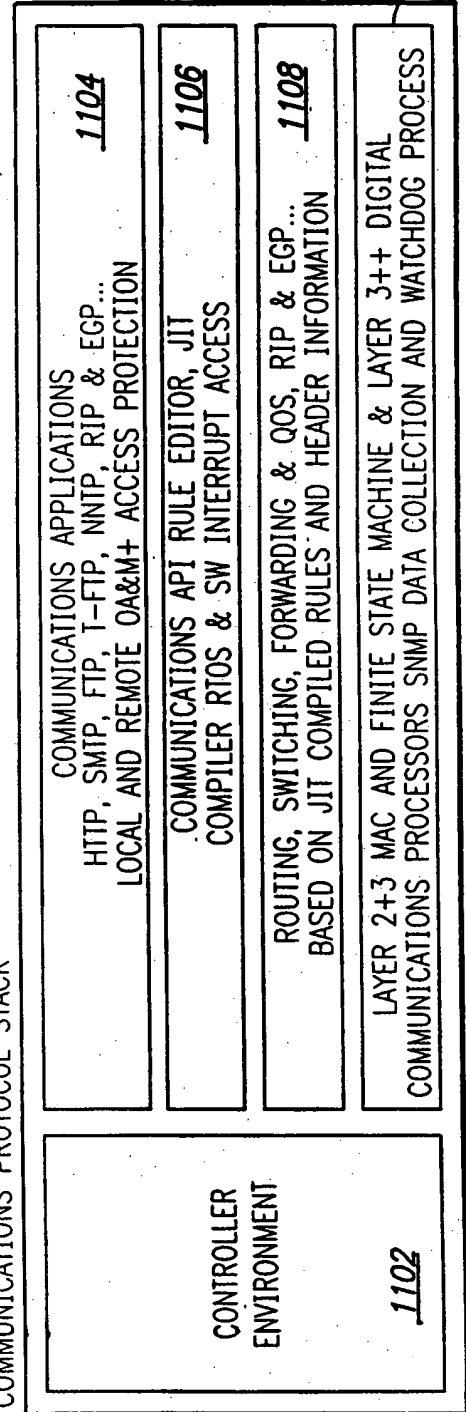 COMMUNICATIONS PROTOCOL STACK
CONTROLLER
ENVIRONMENT
1102
COMMUNICATIONS APPLICATIONS
HTTP, SMTP, FTP, T-FTP, NNTP, RIP & EGP...
LOCAL AND REMOTE OA&M+ ACCESS PROTECTION
1104
COMMUNICATIONS API RULE EDITOR, JIT
COMPILER RTOS & SW INTERRUPT ACCESS
1106
ROUTING, SWITCHING, FORWARDING & QOS, RIP & EGP...
BASED ON JIT COMPILED RULES AND HEADER INFORMATION
1108
LAYER 2+3 MAC AND FINITE STATE MACHINE & LAYER 3++ DIGITAL
COMMUNICATIONS PROCESSORS SNMP DATA COLLECTION AND WATCHDOG PROCESS